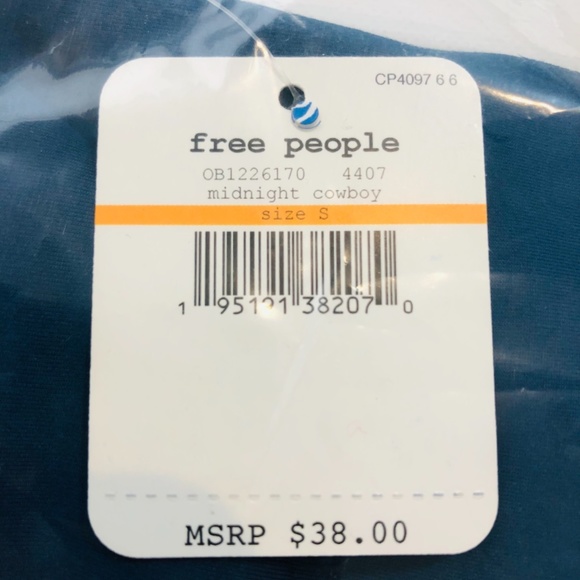 CP4097 6 6
free people
OB1226170 4407
midnight cowboy
size S
1 95121 38207 0
MSRP $38.00